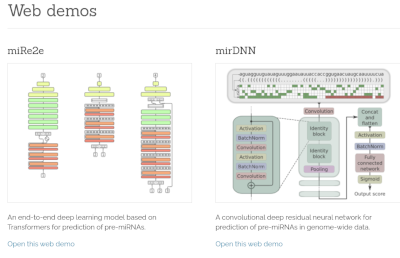 Web demos
miRe2e
mirDNN
Convolution
Concat
and
flatten
Activation
BatchNorm
Convolution
Activation
BatchNorm
Convolution
Identity
block
Identity
block
Pooling
Activation
BatchNorm
Fully
connected
network
Sigmoid
Output score
An end-to-end deep learning model based on
Transformers for prediction of pre-miRNAs.
Open this web demo
A convolutional deep residual neural network for
prediction of pre-miRNAs in genome-wide data.
Open this web demo